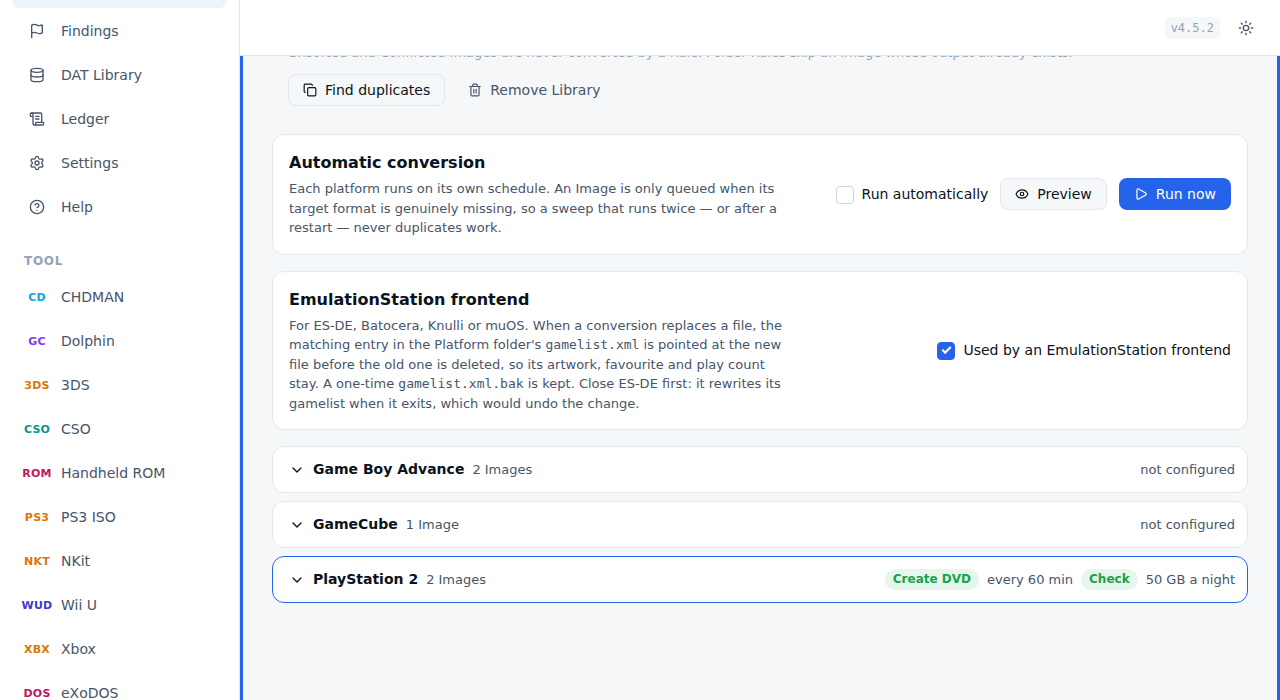 v4.5.2
Findings
DAT Library
Ledger
Settings
Help
TOOL
CD CHDMAN
GC Dolphin
3DS 3DS
CSO CSO
ROM Handheld ROM
PS3 PS3 ISO
NKT NKit
WUD Wii U
XBX Xbox
DOS eXoDOS
Find duplicates Remove Library
Automatic conversion
Each platform runs on its own schedule. An Image is only queued when its
target format is genuinely missing, so a sweep that runs twice — or after a
restart — never duplicates work.
Run automatically Preview Run now
EmulationStation frontend
For ES-DE, Batocera, Knulli or muOS. When a conversion replaces a file, the
matching entry in the Platform folder's gamelist.xml is pointed at the new
file before the old one is deleted, so its artwork, favourite and play count
stay. A one-time gamelist.xml.bak is kept. Close ES-DE first: it rewrites its
gamelist when it exits, which would undo the change.
Used by an EmulationStation frontend
Game Boy Advance 2 Images not configured
GameCube 1 Image not configured
PlayStation 2 2 Images Create DVD every 60 min Check 50 GB a night